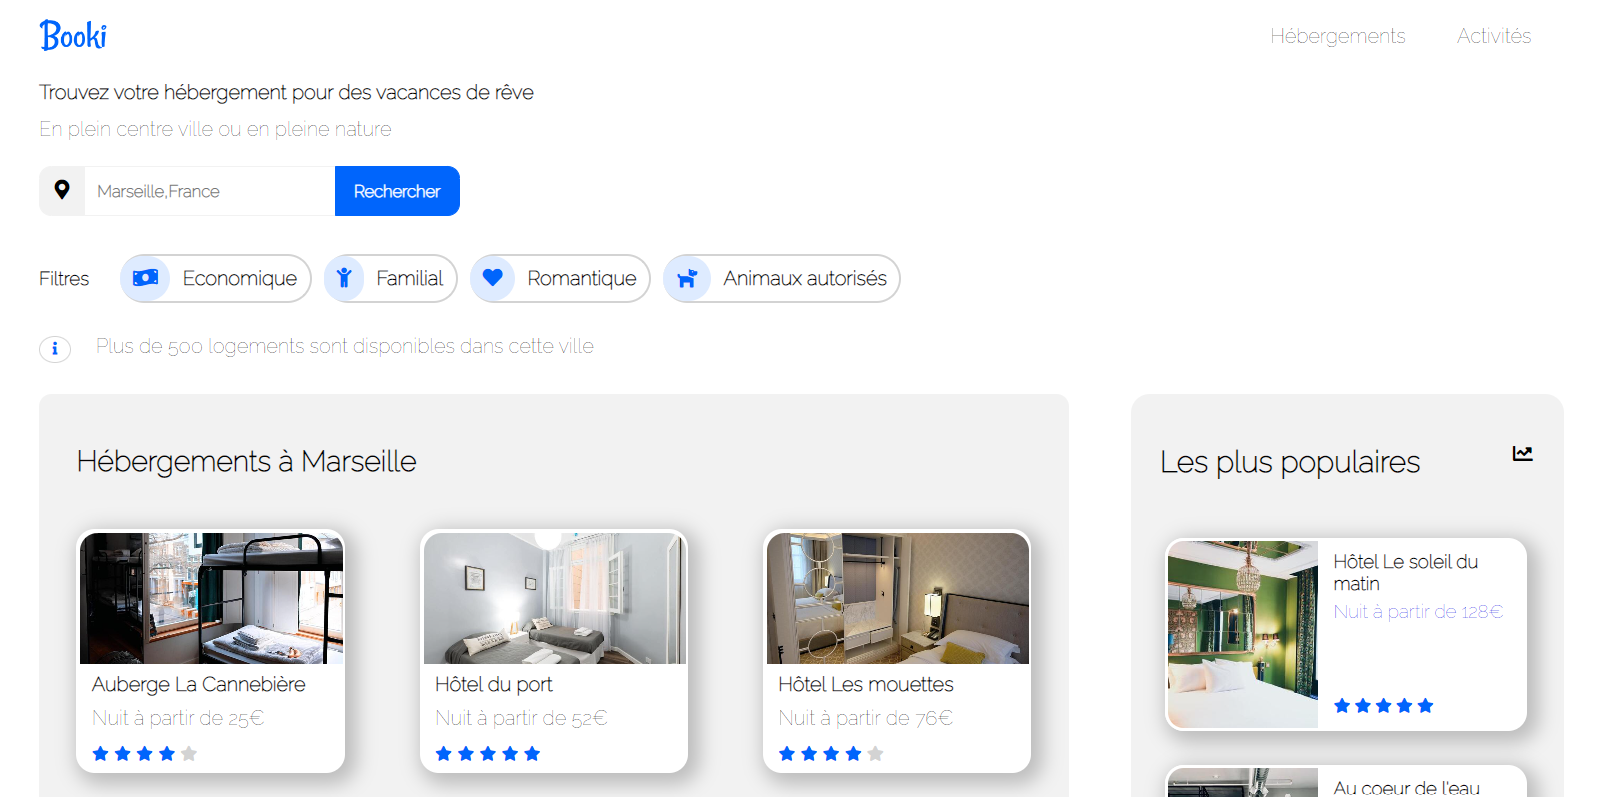 Booki
Hébergements
Activités
Trouvez votre hébergement pour des vacances de rêve
En plein centre ville ou en pleine nature
Marseille,France
Rechercher
Filtres
Economique
Familial
Romantique
Animaux autorisés
Plus de 500 logements sont disponibles dans cette ville
Hébergements à Marseille
Auberge La Cannebière
Nuit à partir de 25€
Hôtel du port
Nuit à partir de 52€
Hôtel Les mouettes
Nuit à partir de 76€
Les plus populaires
Hôtel Le soleil du
matin
Nuit à partir de 128€
Au coeur de l'eau